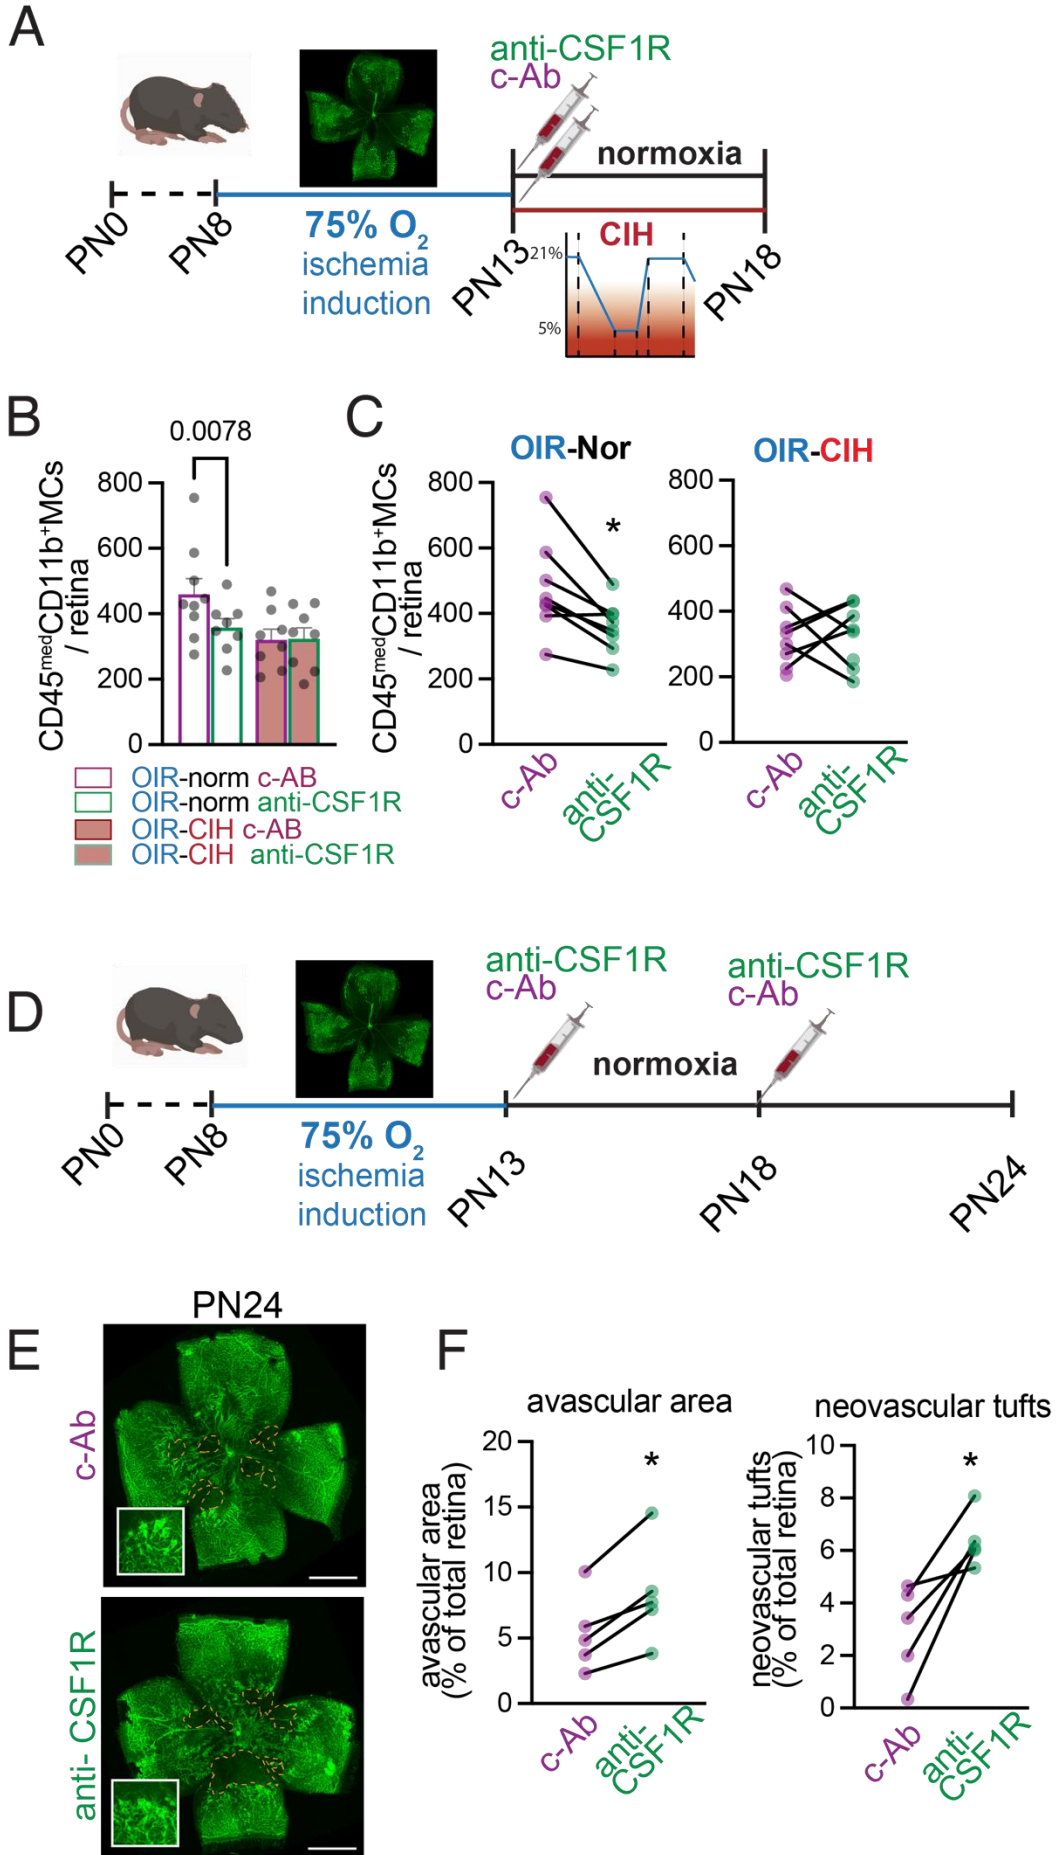 A
anti-CSF1R
c-Ab
normoxia
75% O2
ischemia
induction
CIH
PN0
PN8
PN13
PN18
21%
5%
B
0.0078
CD45medCD11b+MCs
/ retina
800
600
400
200
0
OIR-norm c-AB
OIR-norm anti-CSF1R
OIR-CIH c-AB
OIR-CIH anti-CSF1R
C
OIR-Nor
CD45medCD11b+MCs
/ retina
800
600
400
200
0
*
c-Ab
anti-
CSF1R
OIR-CIH
800
600
400
200
0
c-Ab
anti-
CSF1R
D
anti-CSF1R
c-Ab
anti-CSF1R
c-Ab
normoxia
75% O2
ischemia
induction
PN0
PN8
PN13
PN18
PN24
E
PN24
c-Ab
anti- CSF1R
F
avascular area
avascular area
(% of total retina)
20
15
10
5
0
*
c-Ab
anti-
CSF1R
neovascular tufts
neovascular tufts
(% of total retina)
10
8
6
4
2
0
*
c-Ab
anti-
CSF1R